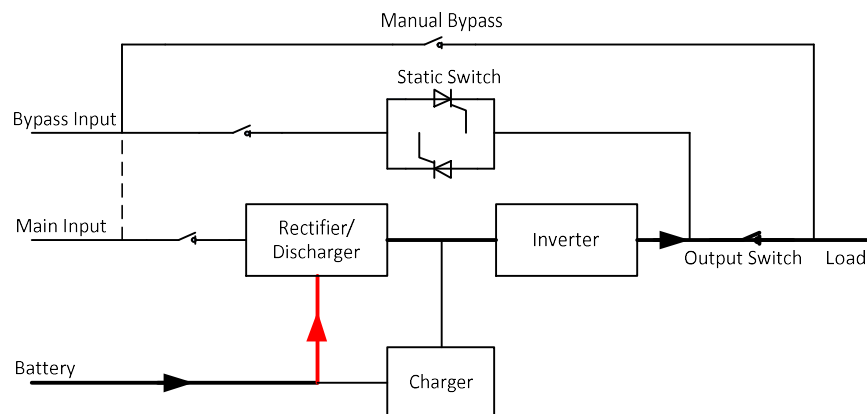 Manual Bypass
Static Switch
Bypass Input
Main Input
Rectifier/
Discharger
Inverter
Output Switch
Load
Battery
Charger